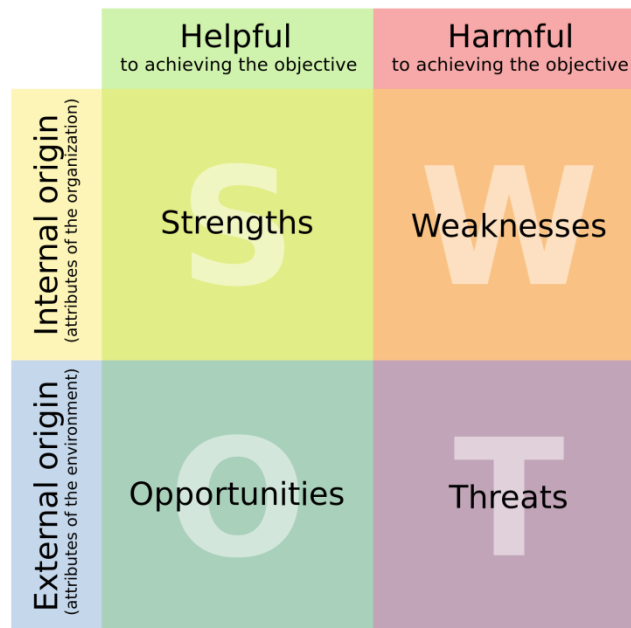 Helpful
to achieving the objective
Harmful
to achieving the objective
Internal origin
(attributes of the organization)
S
Strengths
W
Weaknesses
External origin
(attributes of the environment)
O
Opportunities
T
Threats